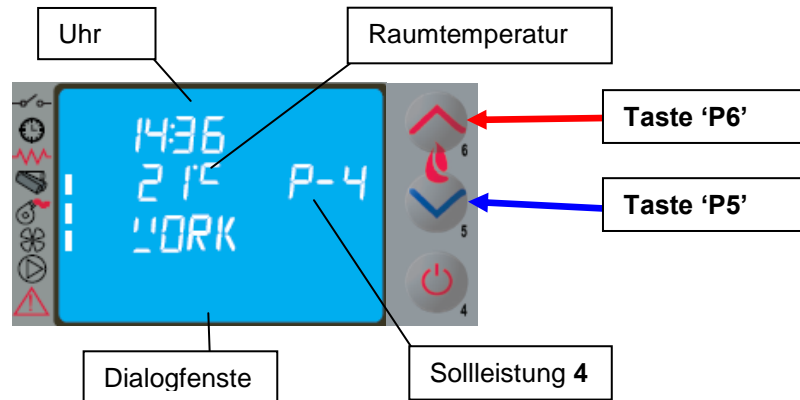 Uhr
Raumtemperatur
14:36
21°C P-4
WORK
6
5
4
Taste ‘P6’
Taste ‘P5’
Dialogfenste
Sollleistung 4